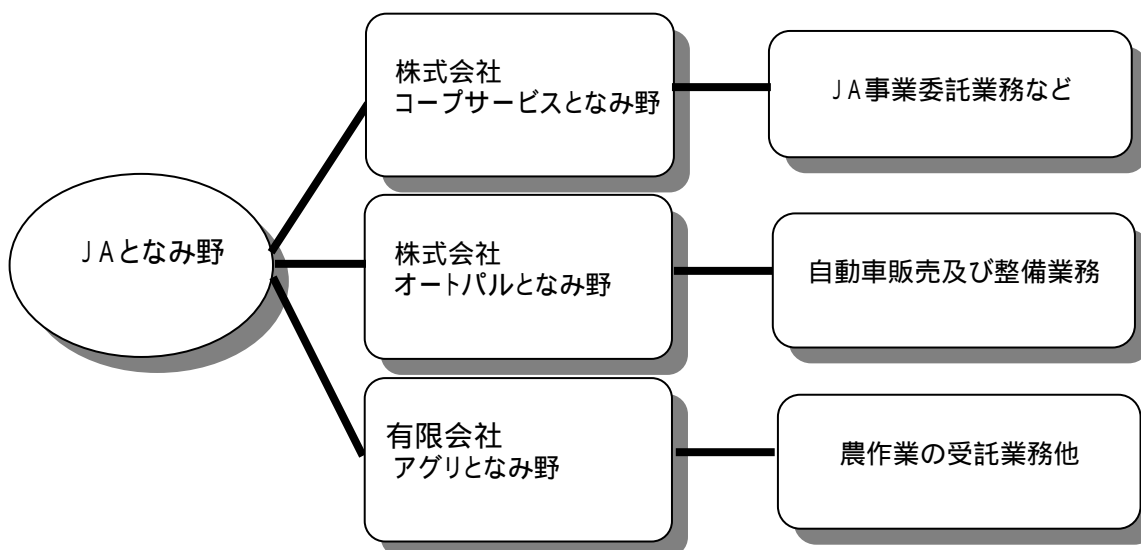 JAとなみ野
株式会社
コープサービスとなみ野
JA事業委託業務など
株式会社
オートパルとなみ野
自動車販売及び整備業務
有限会社
アグリとなみ野
農作業の受託業務他